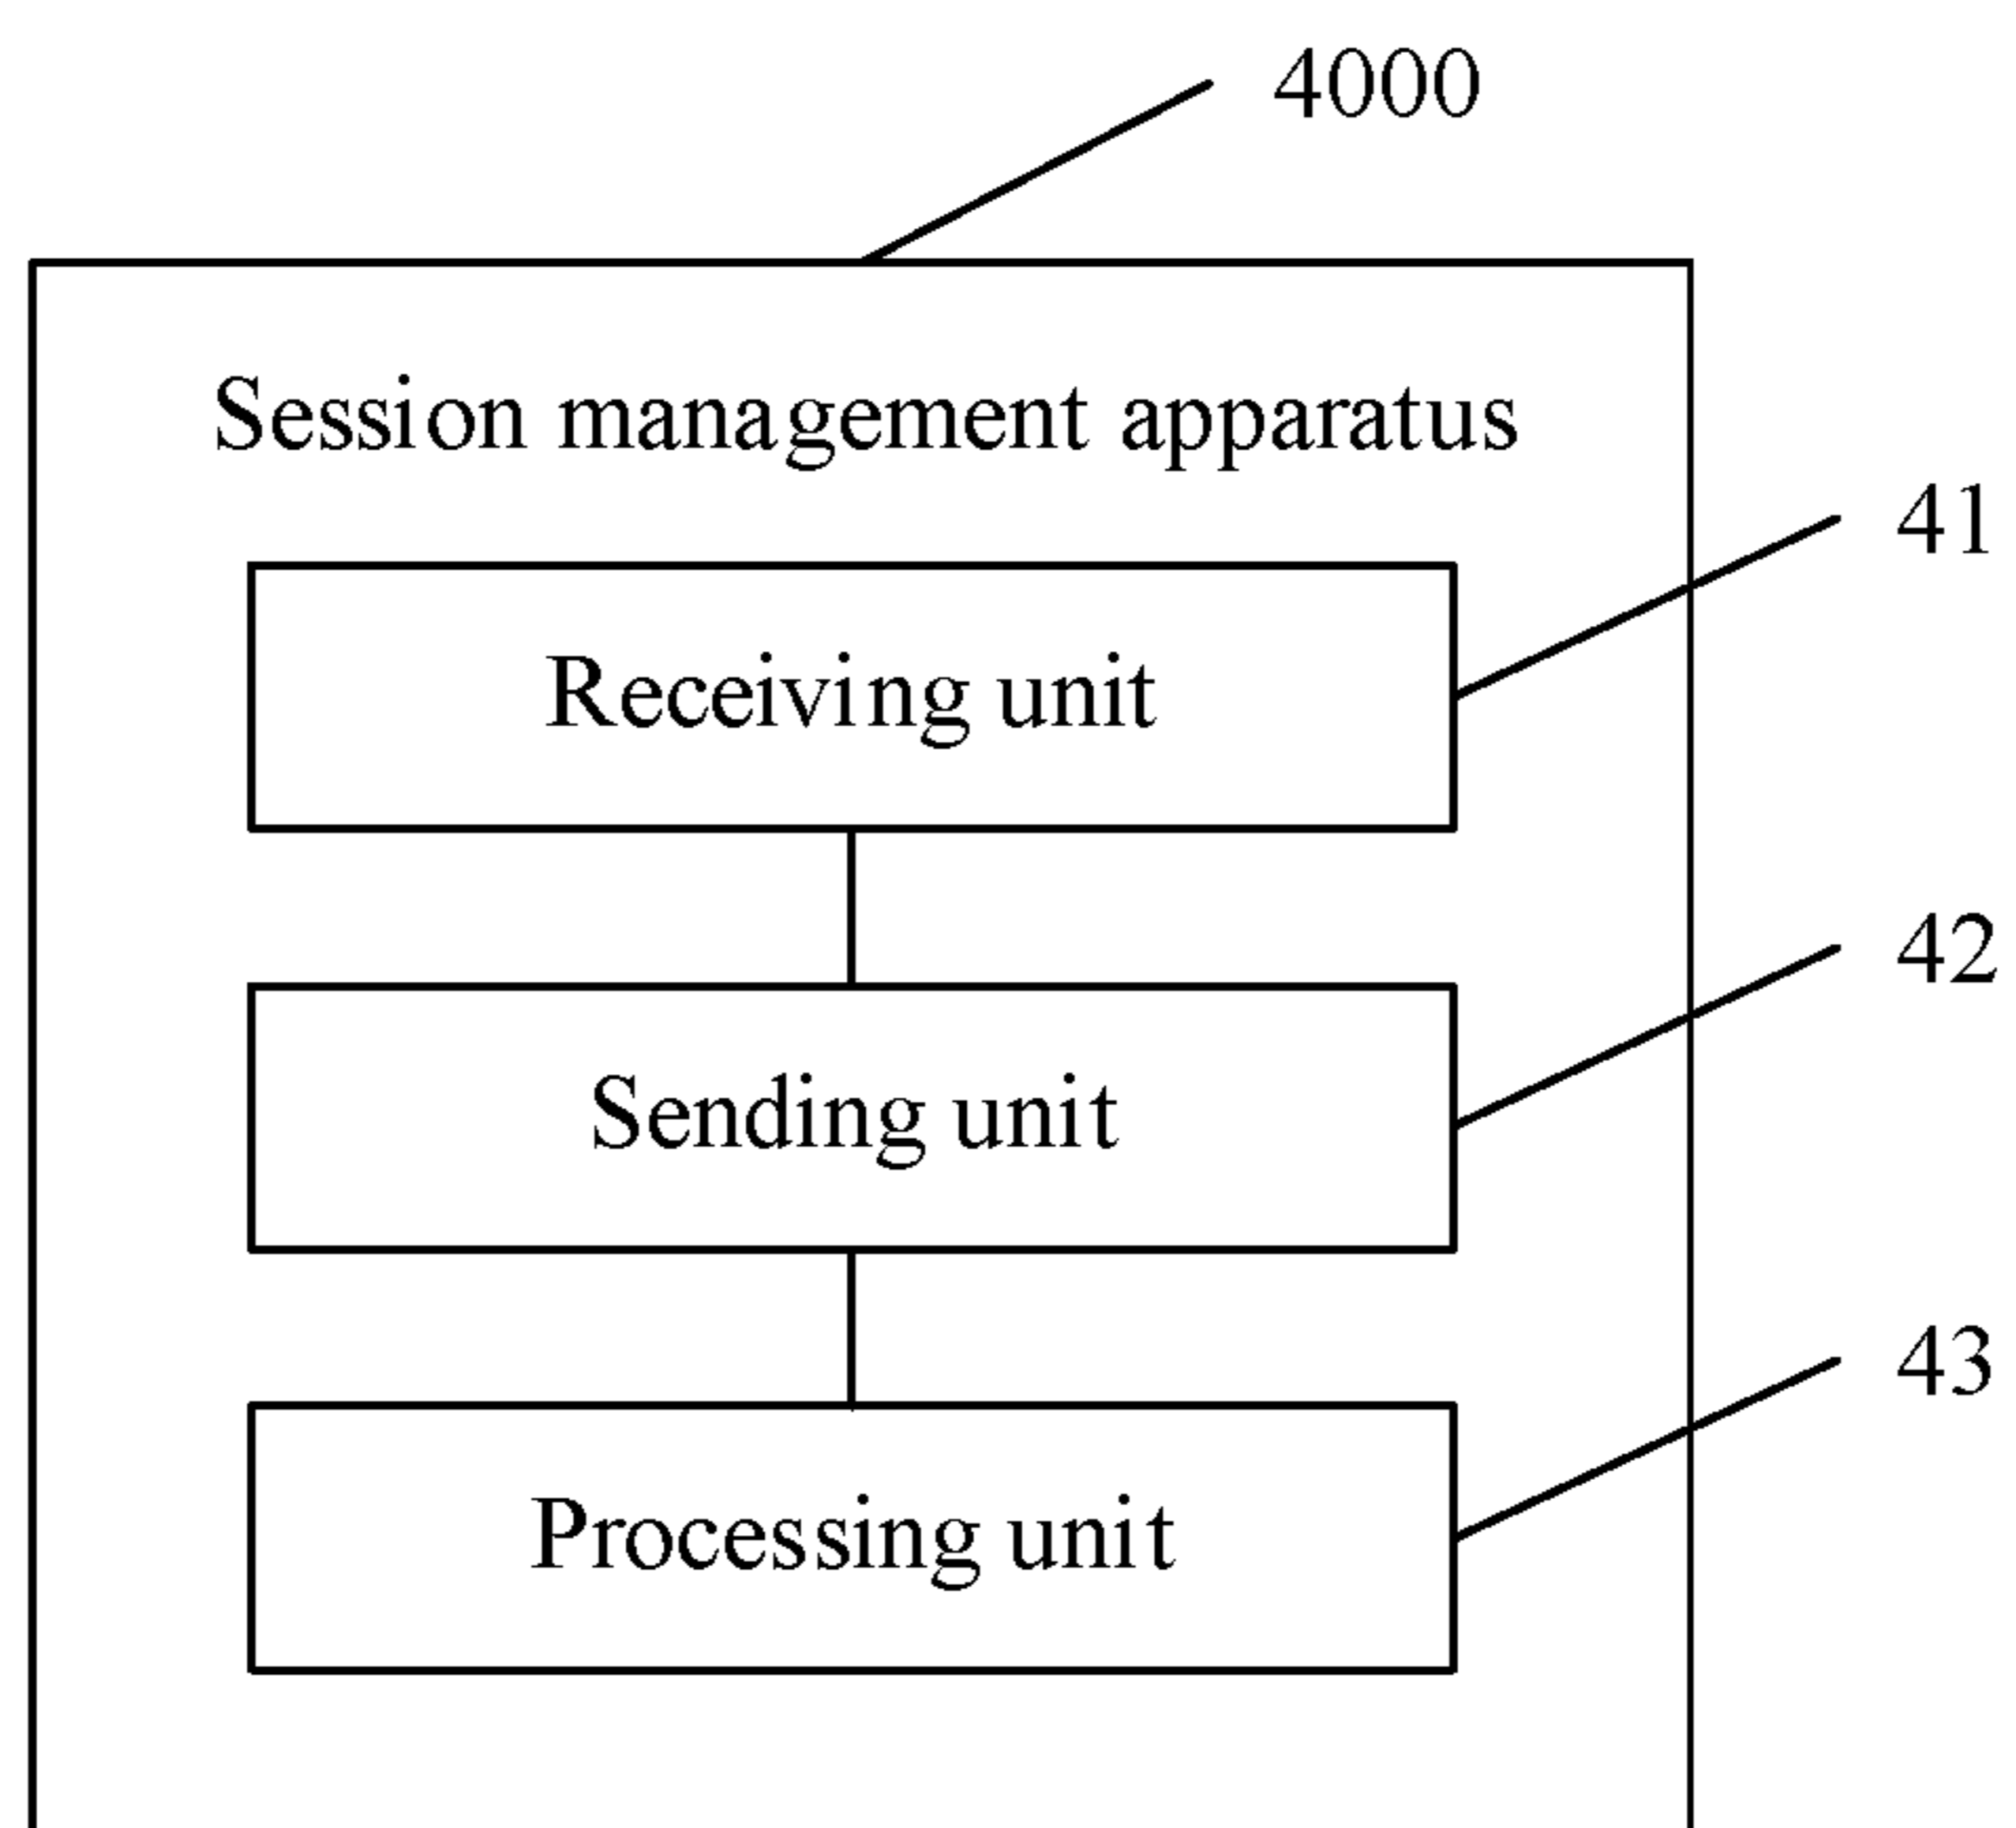 4000
Session management apparatus
41
Receiving unit
42
Sending unit
43
Processing unit